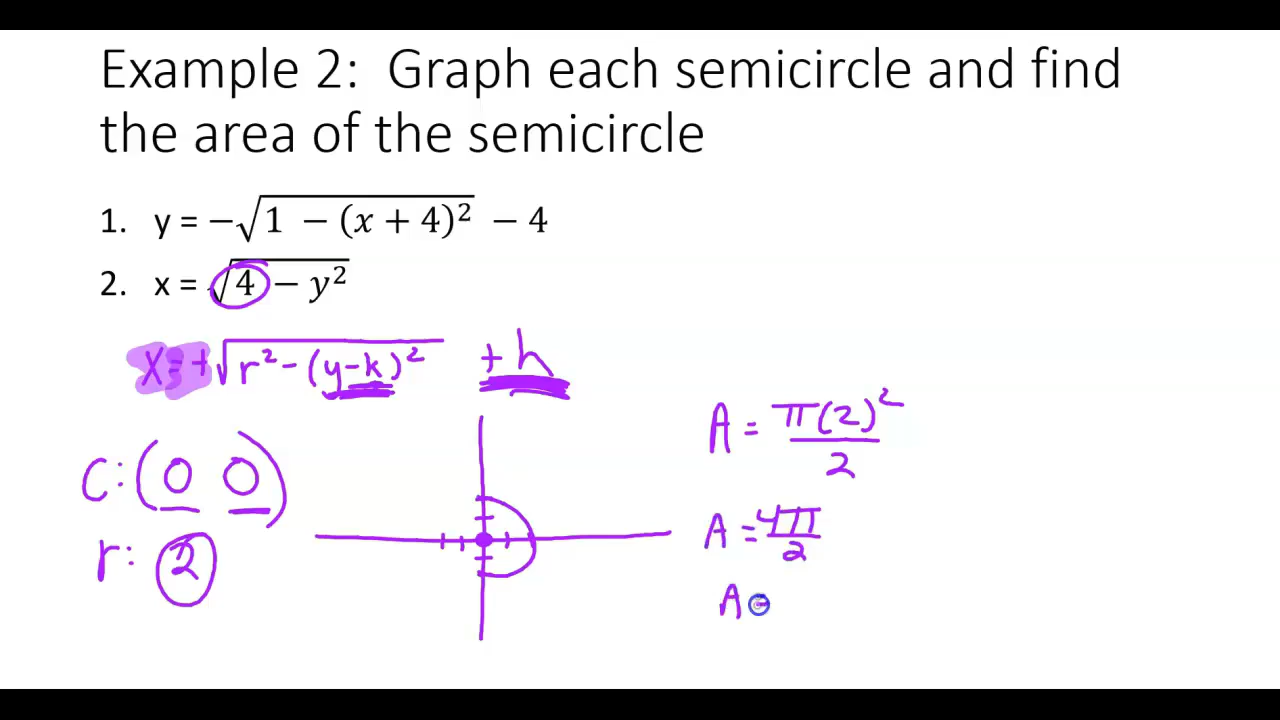 Example 2: Graph each semicircle and find
the area of the semicircle
1. y = −√1 − (x + 4)² − 4
2. x = √4 − y²
x = +√r² − (y − k)² + h
C: (0 0)
r: 2
A = π(2)²/2
A = 4π/2
A =